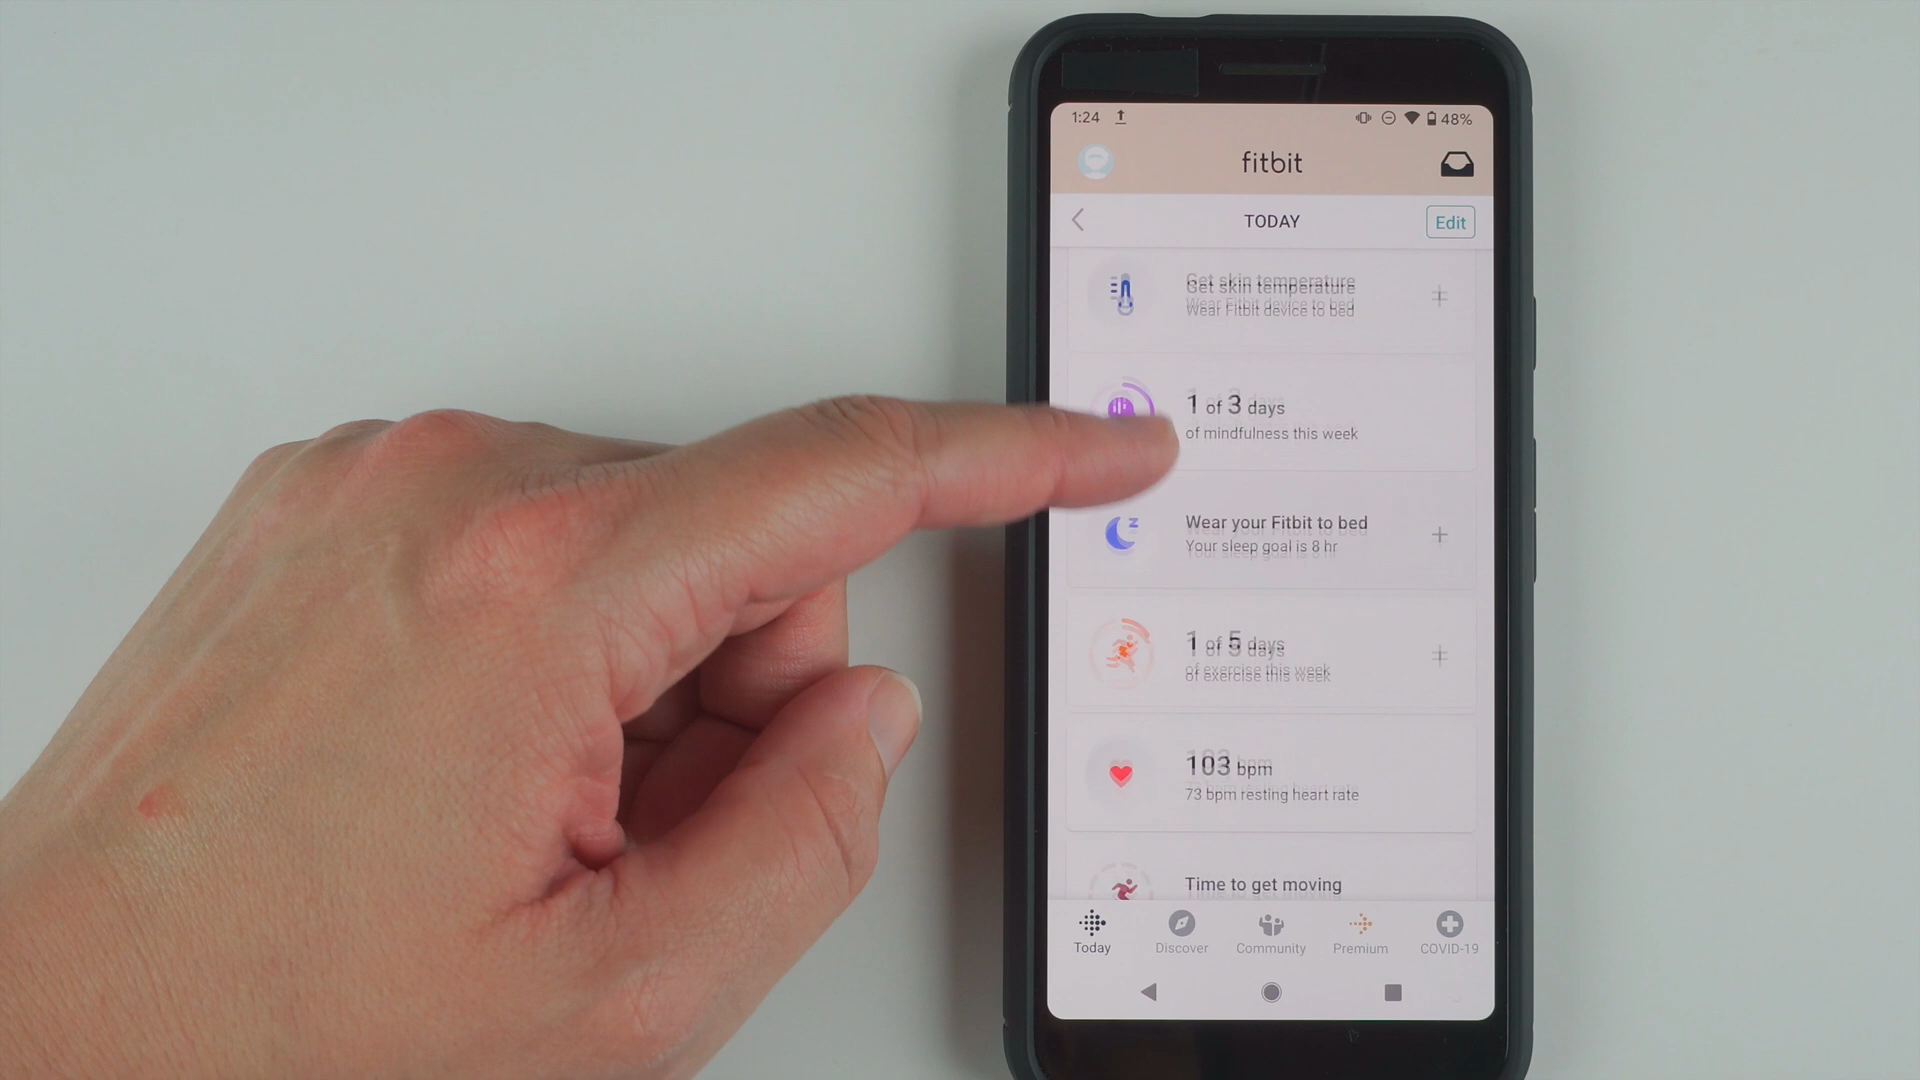 1:24
48%
fitbit
TODAY
Edit
Get skin temperature
Wear Fitbit device to bed
1 of 3 days
of mindfulness this week
Wear your Fitbit to bed
Your sleep goal is 8 hr
1 of 5 days
of exercise this week
103 bpm
73 bpm resting heart rate
Time to get moving
Today
Discover
Community
Premium
COVID-19